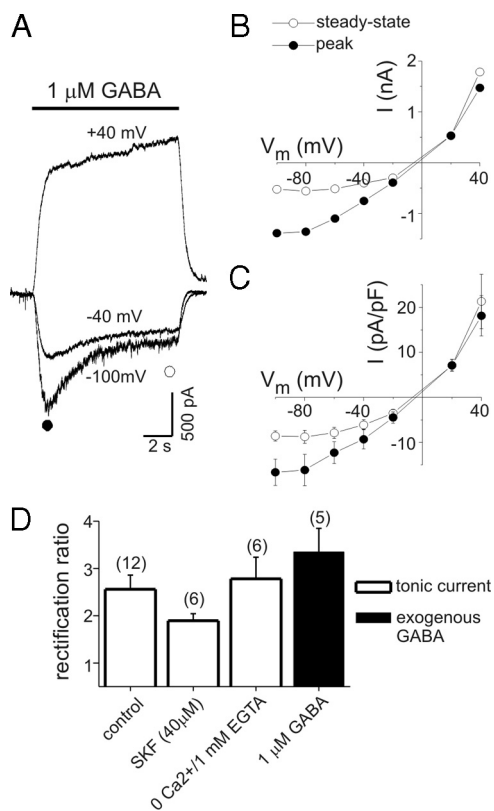 A
1 μM GABA
+40 mV
-40 mV
-100mV
2 s
500 pA
B
steady-state
peak
I (nA)
2
1
Vm (mV)
-80
-40
40
-1
C
I (pA/pF)
20
10
Vm (mV)
-80
-40
40
-10
D
rectification ratio
4
3
2
1
(12)
(6)
(6)
(5)
control
SKF (40μM)
0 Ca2+/1 mM EGTA
1 μM GABA
tonic current
exogenous
GABA